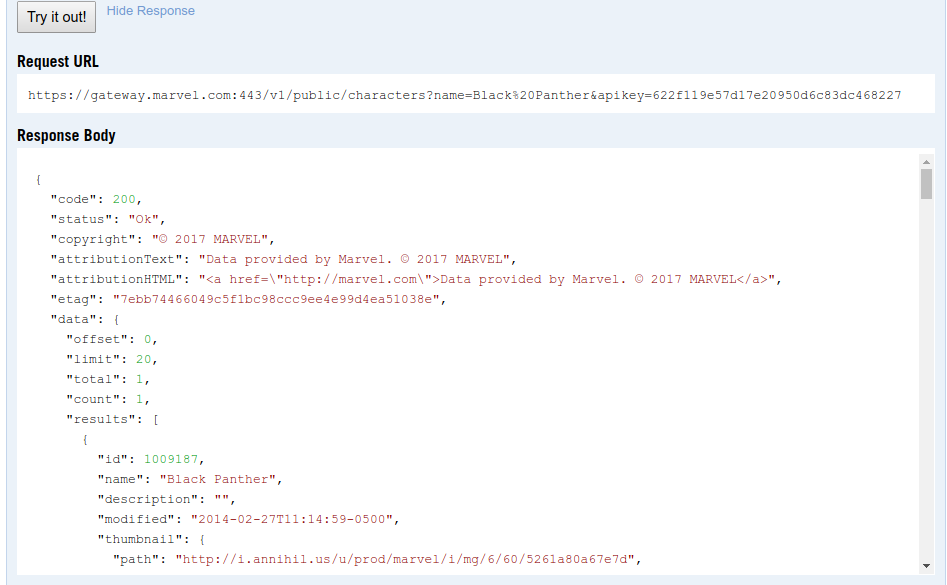 Try it out! Hide Response
Request URL
https://gateway.marvel.com:443/v1/public/characters?name=Black%20Panther&apikey=622f119e57d17e20950d6c83dc468227
Response Body
{
"code": 200,
"status": "Ok",
"copyright": "© 2017 MARVEL",
"attributionText": "Data provided by Marvel. © 2017 MARVEL",
"attributionHTML": "<a href=\"http://marvel.com\">Data provided by Marvel. © 2017 MARVEL</a>",
"etag": "7ebb74466049c5f1bc98ccc9ee4e99d4ea51038e",
"data": {
"offset": 0,
"limit": 20,
"total": 1,
"count": 1,
"results": [
{
"id": 1009187,
"name": "Black Panther",
"description": "",
"modified": "2014-02-27T11:14:59-0500",
"thumbnail": {
"path": "http://i.annihil.us/u/prod/marvel/i/mg/6/60/5261a80a67e7d",